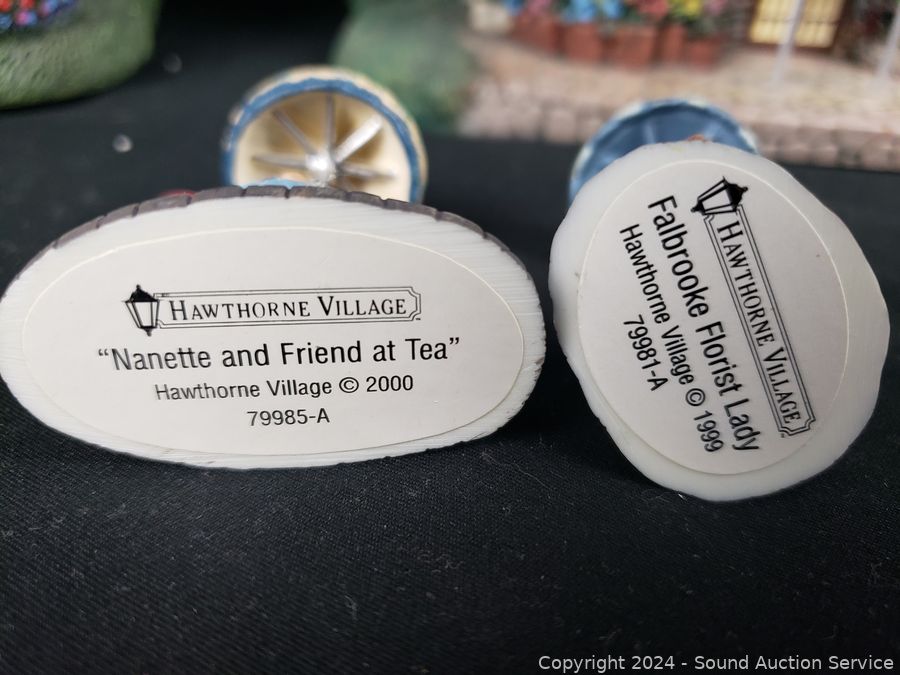 HAWTHORNE VILLAGE
“Nanette and Friend at Tea”
Hawthorne Village © 2000
79985-A
HAWTHORNE VILLAGE
Falbrooke Florist Lady
Hawthorne Village © 1999
79981-A
Copyright © 2024 - Sound Auction Service